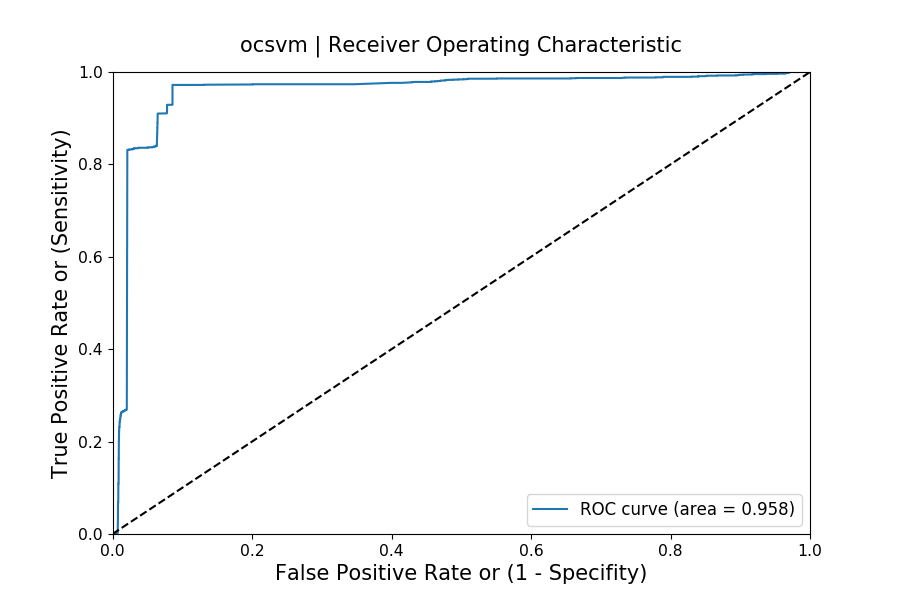 ocsvm | Receiver Operating Characteristic
True Positive Rate or (Sensitivity)
1.0
0.8
0.6
0.4
0.2
0.0
ROC curve (area = 0.958)
0.0 0.2 0.4 0.6 0.8 1.0
False Positive Rate or (1 - Specifity)